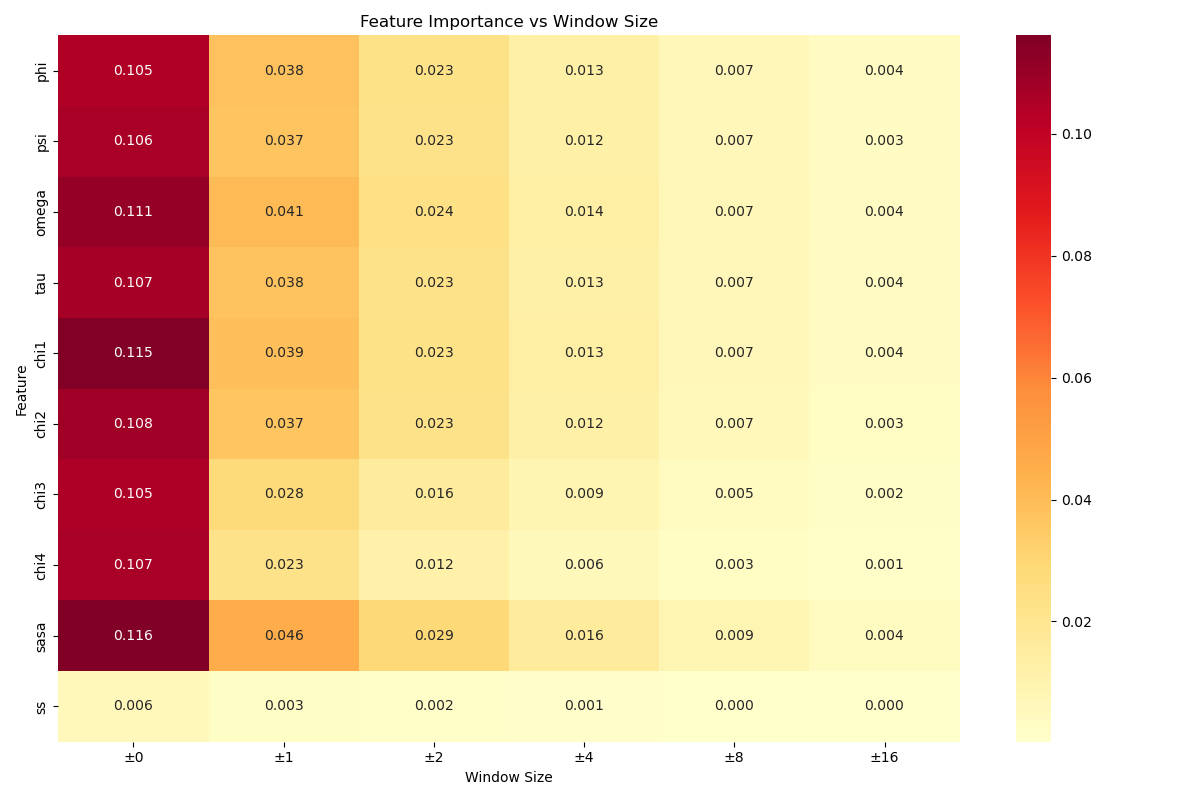 Feature Importance vs Window Size
phi 0.105 0.038 0.023 0.013 0.007 0.004
psi 0.106 0.037 0.023 0.012 0.007 0.003
omega 0.111 0.041 0.024 0.014 0.007 0.004
tau 0.107 0.038 0.023 0.013 0.007 0.004
chi1 0.115 0.039 0.023 0.013 0.007 0.004
Feature
chi2 0.108 0.037 0.023 0.012 0.007 0.003
chi3 0.105 0.028 0.016 0.009 0.005 0.002
chi4 0.107 0.023 0.012 0.006 0.003 0.001
sasa 0.116 0.046 0.029 0.016 0.009 0.004
ss 0.006 0.003 0.002 0.001 0.000 0.000
±0 ±1 ±2 ±4 ±8 ±16
Window Size
0.10
0.08
0.06
0.04
0.02